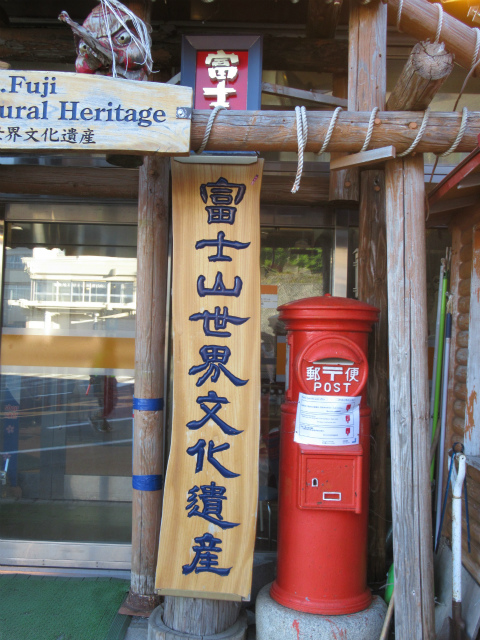 .Fuji
ural Heritage
世界文化遺産
富士
富士山世界文化遺産
郵〒便
POST